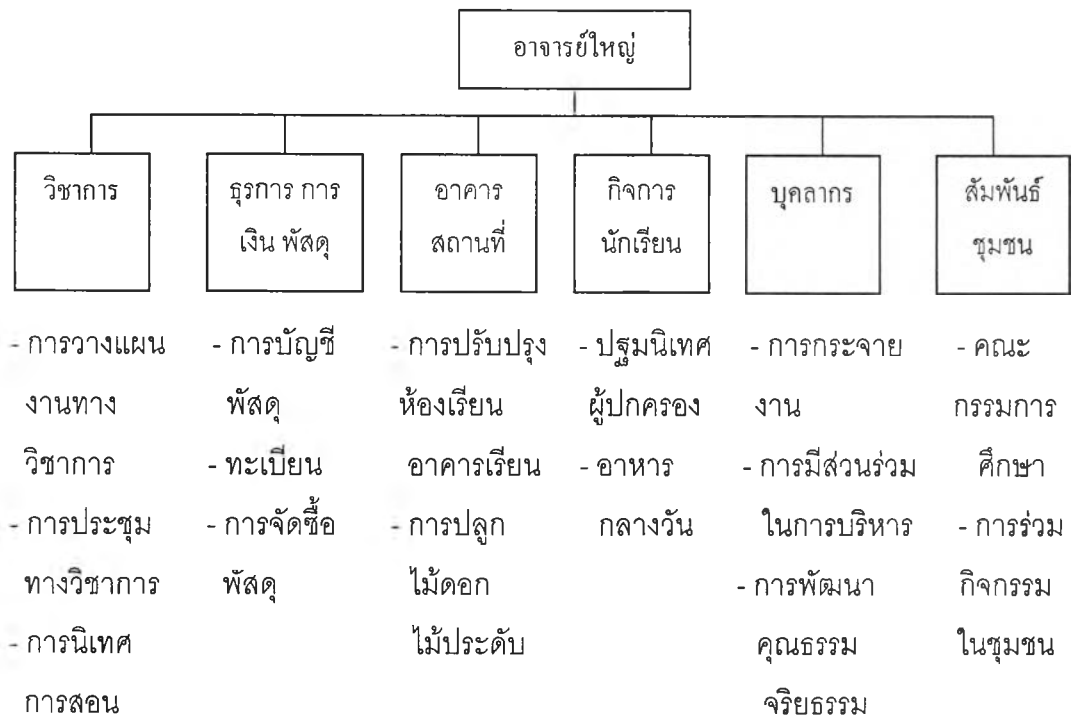 อาจารย์ใหญ่
วิชาการ
ธุรการ การ
เงิน พัสดุ
อาคาร
สถานที่
กิจการ
นักเรียน
บุคลากร
สัมพันธ์
ชุมชน
- การวางแผน
งานทาง
วิชาการ
- การประชุม
ทางวิชาการ
- การนิเทศ
การสอน
- การบัญชี
พัสดุ
- ทะเบียน
- การจัดซื้อ
พัสดุ
- การปรับปรุง
ห้องเรียน
อาคารเรียน
- การปลูก
ไม้ดอก
ไม้ประดับ
- ปฐมนิเทศ
ผู้ปกครอง
- อาหาร
กลางวัน
- การกระจาย
งาน
- การมีส่วนร่วม
ในการบริหาร
- การพัฒนา
คุณธรรม
จริยธรรม
- คณะ
กรรมการ
ศึกษา
- การร่วม
กิจกรรม
ในชุมชน